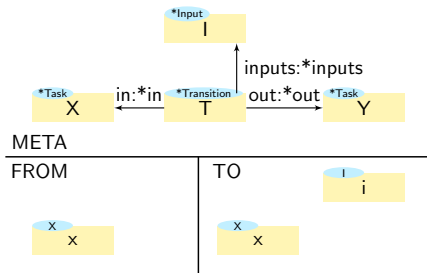 *Input
I
inputs:*inputs
*Task
X
in:*in
*Transition
T
out:*out
*Task
Y
META
FROM
TO
I
i
X
x
X
x